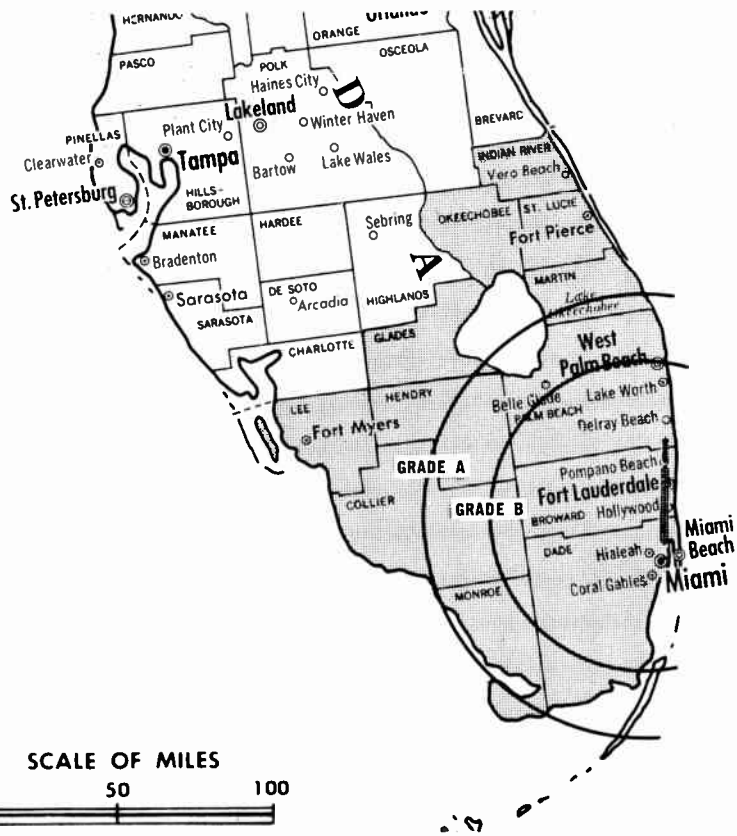 HERNANDO
Orlando
ORANGE
OSCEOLA
PASCO
POLK
Haines City
D
Lakeland
BREVARD
PINELLAS
Plant City
Winter Haven
Clearwater
Tampa
Bartow
Lake Wales
INDIAN RIVER
Vero Beach
St. Petersburg
HILLS-
BOROUGH
OKEECHOBEE
ST. LUCIE
MANATEE
HARDEE
Sebring
Fort Pierce
Bradenton
A
MARTIN
Sarasota
DE SOTO
Arcadia
HIGHLANDS
Lake
Okeechobee
SARASOTA
GLADES
CHARLOTTE
West
Palm Beach
LEE
HENDRY
Belle Glade
Lake Worth
PALM BEACH
Delray Beach
Fort Myers
GRADE A
Pompano Beach
COLLIER
Fort Lauderdale
GRADE B
BROWARD
Hollywood
Miami
Beach
DADE
Hialeah
Coral Gables
Miami
MONROE
SCALE OF MILES
50
100